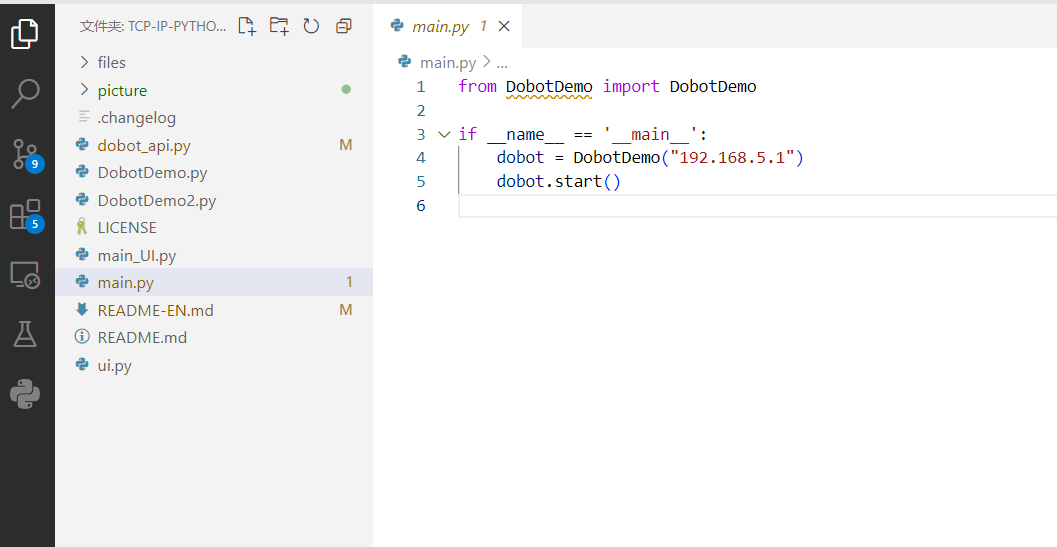 文件夹: TCP-IP-PYTHO...
files
picture
.changelog
dobot_api.py M
DobotDemo.py
DobotDemo2.py
LICENSE
main_UI.py
main.py 1
README-EN.md M
README.md
ui.py
9
5
main.py 1
main.py > ...
1 from DobotDemo import DobotDemo
2
3 if __name__ == '__main__':
4 dobot = DobotDemo("192.168.5.1")
5 dobot.start()
6